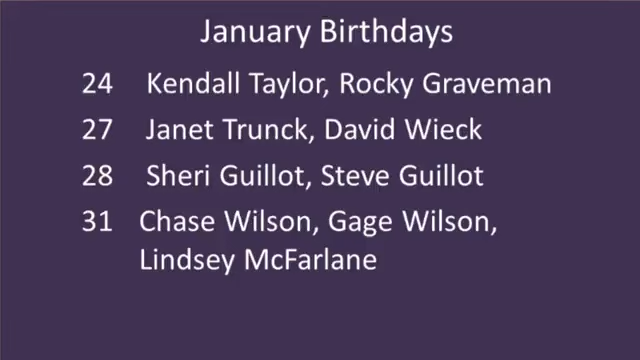 January Birthdays
24 Kendall Taylor, Rocky Graveman
27 Janet Trunck, David Wieck
28 Sheri Guillot, Steve Guillot
31 Chase Wilson, Gage Wilson,
Lindsey McFarlane